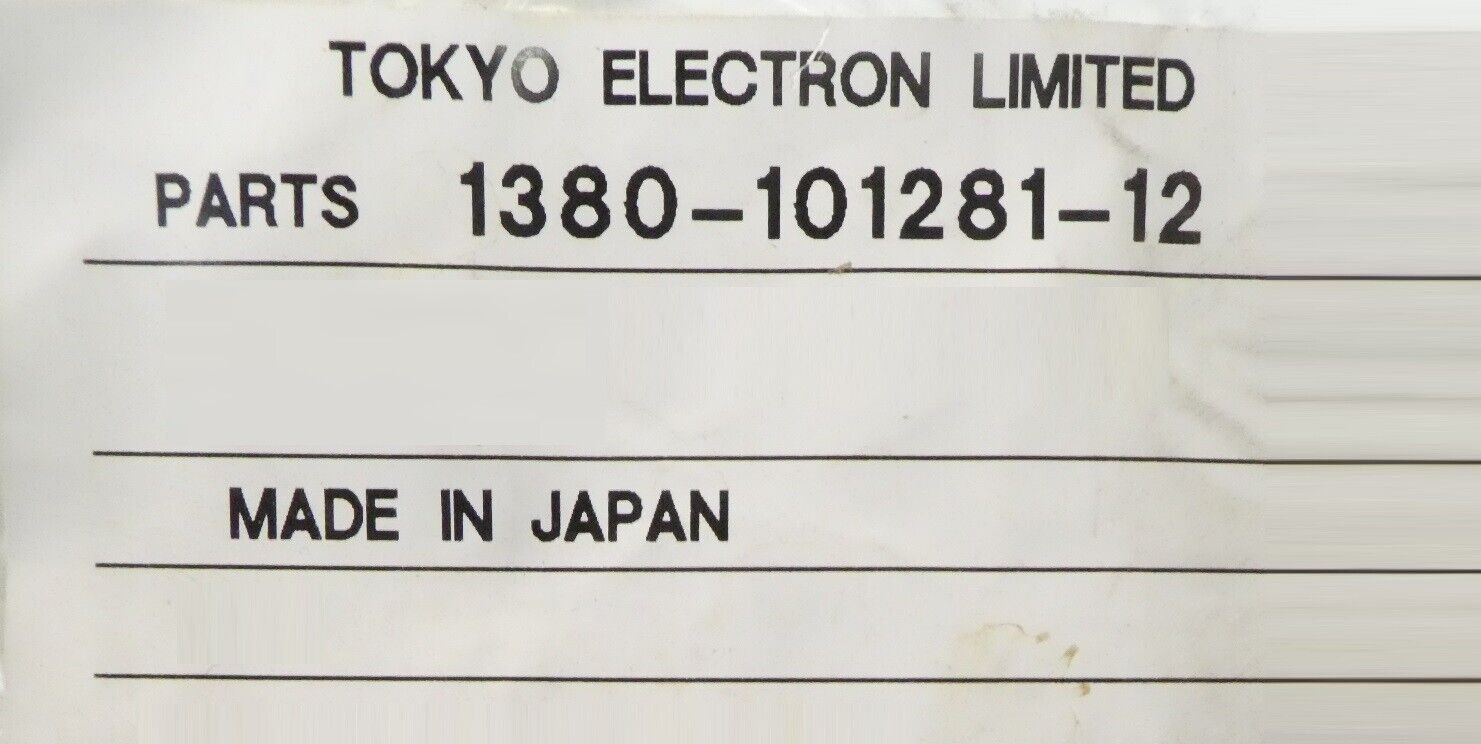 TOKYO ELECTRON LIMITED
PARTS 1380-101281-12
MADE IN JAPAN